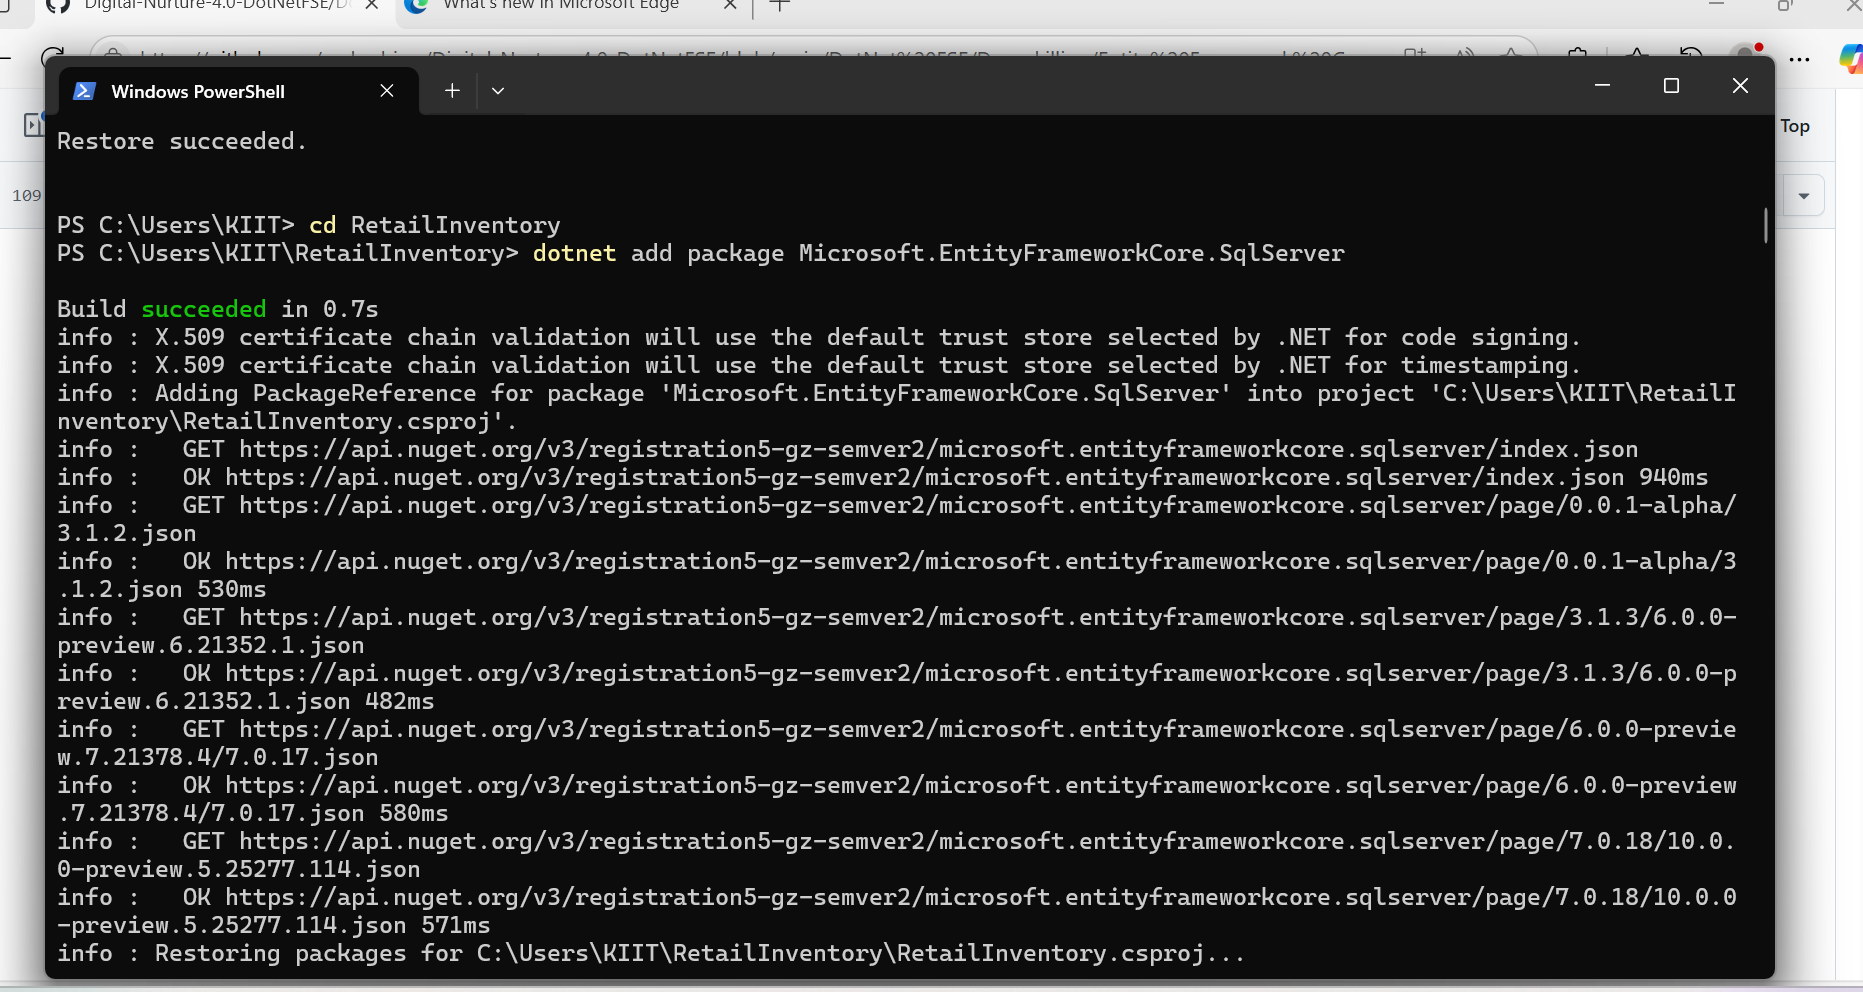 Digital-Nurture-4.0-DotNetFSE/D
What's new in Microsoft Edge
Windows PowerShell
Top
109
Restore succeeded.
PS C:\Users\KIIT> cd RetailInventory
PS C:\Users\KIIT\RetailInventory> dotnet add package Microsoft.EntityFrameworkCore.SqlServer
Build succeeded in 0.7s
info : X.509 certificate chain validation will use the default trust store selected by .NET for code signing.
info : X.509 certificate chain validation will use the default trust store selected by .NET for timestamping.
info : Adding PackageReference for package 'Microsoft.EntityFrameworkCore.SqlServer' into project 'C:\Users\KIIT\RetailI
nventory\RetailInventory.csproj'.
info :   GET https://api.nuget.org/v3/registration5-gz-semver2/microsoft.entityframeworkcore.sqlserver/index.json
info :   OK https://api.nuget.org/v3/registration5-gz-semver2/microsoft.entityframeworkcore.sqlserver/index.json 940ms
info :   GET https://api.nuget.org/v3/registration5-gz-semver2/microsoft.entityframeworkcore.sqlserver/page/0.0.1-alpha/
3.1.2.json
info :   OK https://api.nuget.org/v3/registration5-gz-semver2/microsoft.entityframeworkcore.sqlserver/page/0.0.1-alpha/3
.1.2.json 530ms
info :   GET https://api.nuget.org/v3/registration5-gz-semver2/microsoft.entityframeworkcore.sqlserver/page/3.1.3/6.0.0-
preview.6.21352.1.json
info :   OK https://api.nuget.org/v3/registration5-gz-semver2/microsoft.entityframeworkcore.sqlserver/page/3.1.3/6.0.0-p
review.6.21352.1.json 482ms
info :   GET https://api.nuget.org/v3/registration5-gz-semver2/microsoft.entityframeworkcore.sqlserver/page/6.0.0-previe
w.7.21378.4/7.0.17.json
info :   OK https://api.nuget.org/v3/registration5-gz-semver2/microsoft.entityframeworkcore.sqlserver/page/6.0.0-preview
.7.21378.4/7.0.17.json 580ms
info :   GET https://api.nuget.org/v3/registration5-gz-semver2/microsoft.entityframeworkcore.sqlserver/page/7.0.18/10.0.
0-preview.5.25277.114.json
info :   OK https://api.nuget.org/v3/registration5-gz-semver2/microsoft.entityframeworkcore.sqlserver/page/7.0.18/10.0.0
-preview.5.25277.114.json 571ms
info : Restoring packages for C:\Users\KIIT\RetailInventory\RetailInventory.csproj...